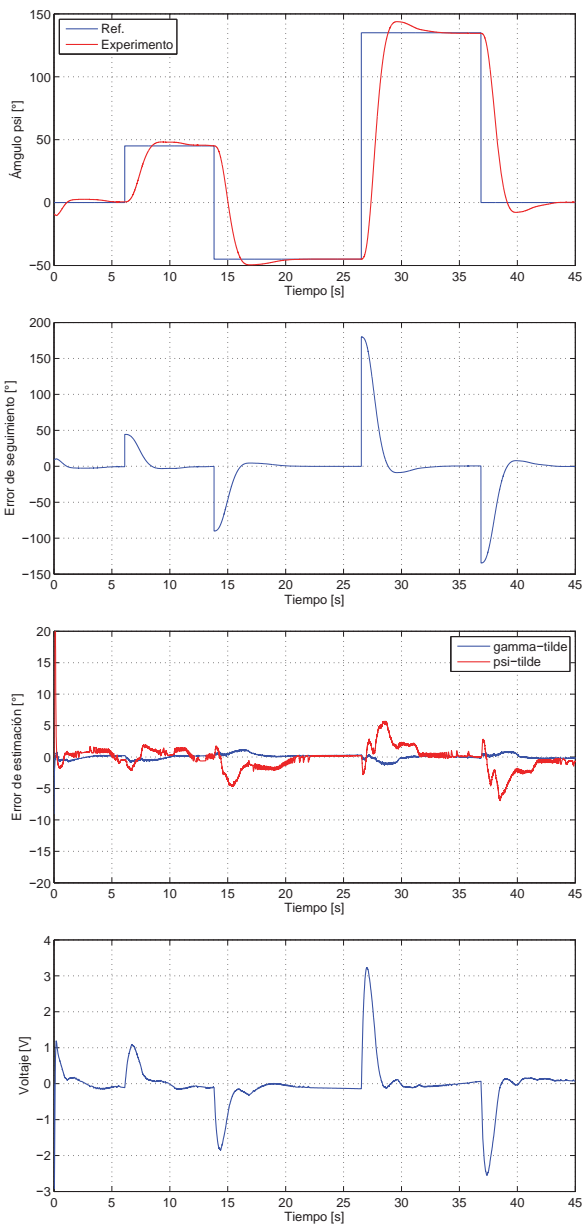 150
100
50
0
−50
Ángulo psi [°]
Ref.
Experimento
0 5 10 15 20 25 30 35 40 45
Tiempo [s]
200
150
100
50
0
−50
−100
−150
Error de seguimiento [°]
0 5 10 15 20 25 30 35 40 45
Tiempo [s]
20
15
10
5
0
−5
−10
−15
−20
Error de estimación [°]
gamma−tilde
psi−tilde
0 5 10 15 20 25 30 35 40 45
Tiempo [s]
4
3
2
1
0
−1
−2
−3
Voltaje [V]
0 5 10 15 20 25 30 35 40 45
Tiempo [s]